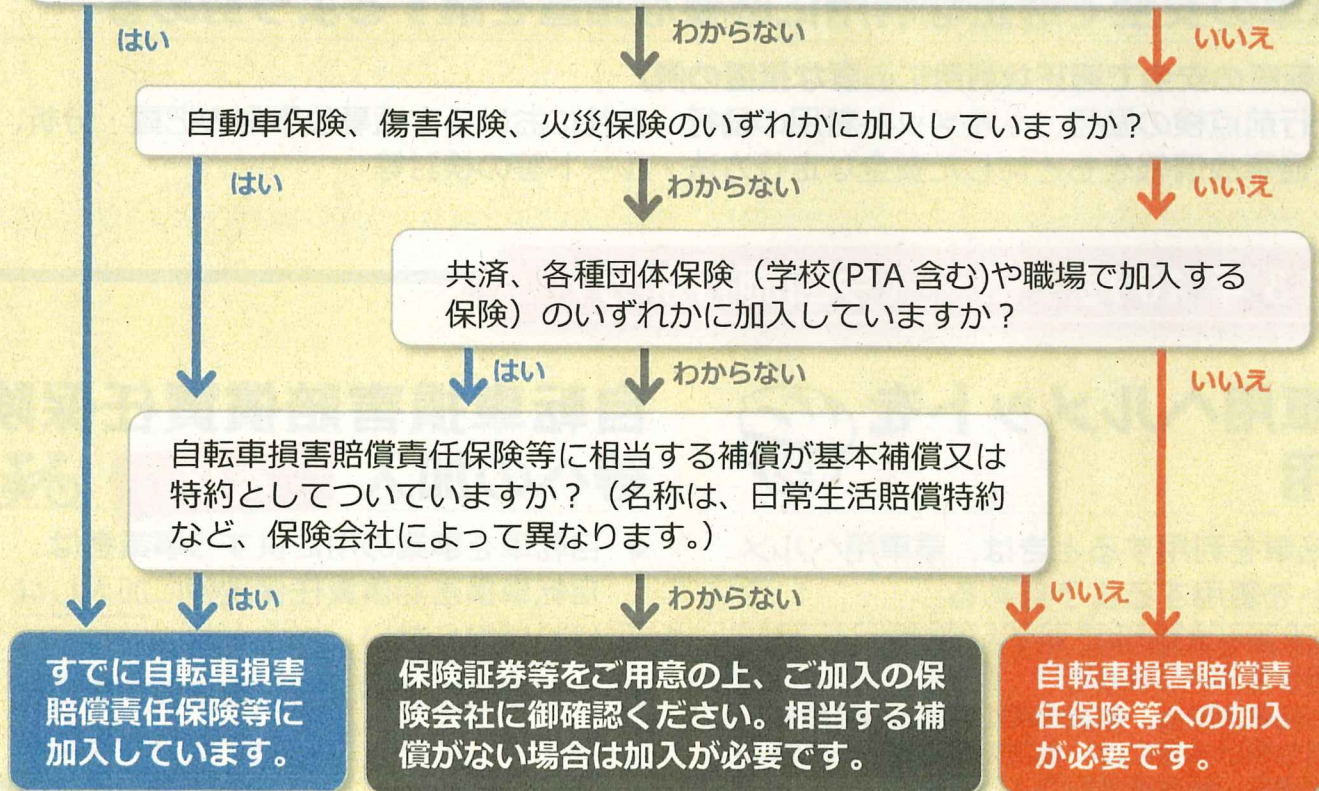 はい
わからない
いいえ
自動車保険、傷害保険、火災保険のいずれかに加入していますか？
はい
わからない
いいえ
共済、各種団体保険（学校(PTA 含む)や職場で加入する
保険）のいずれかに加入していますか？
はい
わからない
いいえ
自転車損害賠償責任保険等に相当する補償が基本補償又は
特約としてついていますか？（名称は、日常生活賠償特約
など、保険会社によって異なります。）
はい
わからない
いいえ
すでに自転車損害
賠償責任保険等に
加入しています。
保険証券等をご用意の上、ご加入の保
険会社に御確認ください。相当する補
償がない場合は加入が必要です。
自転車損害賠償責
任保険等への加入
が必要です。